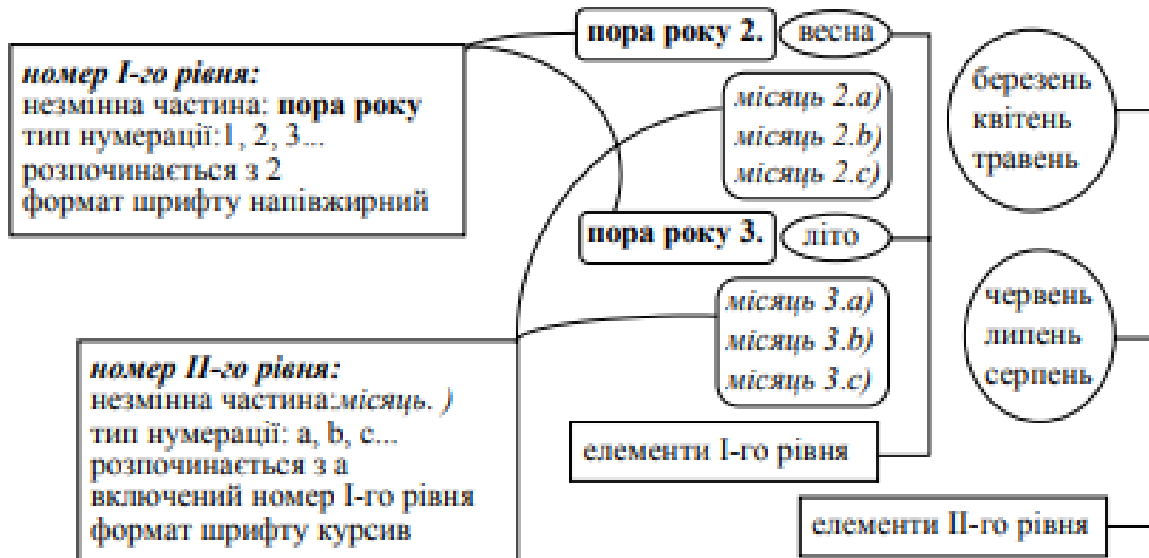 номер І-го рівня:
незмінна частина: пора року
тип нумерації:1, 2, 3...
розпочинається з 2
формат шрифту напівжирний
пора року 2. весна
місяць 2.a)
місяць 2.b)
місяць 2.c)
березень
квітень
травень
пора року 3. літо
місяць 3.a)
місяць 3.b)
місяць 3.c)
червень
липень
серпень
номер ІІ-го рівня:
незмінна частина:місяць. )
тип нумерації: a, b, c...
розпочинається з a
включений номер І-го рівня
формат шрифту курсив
елементи І-го рівня
елементи ІІ-го рівня